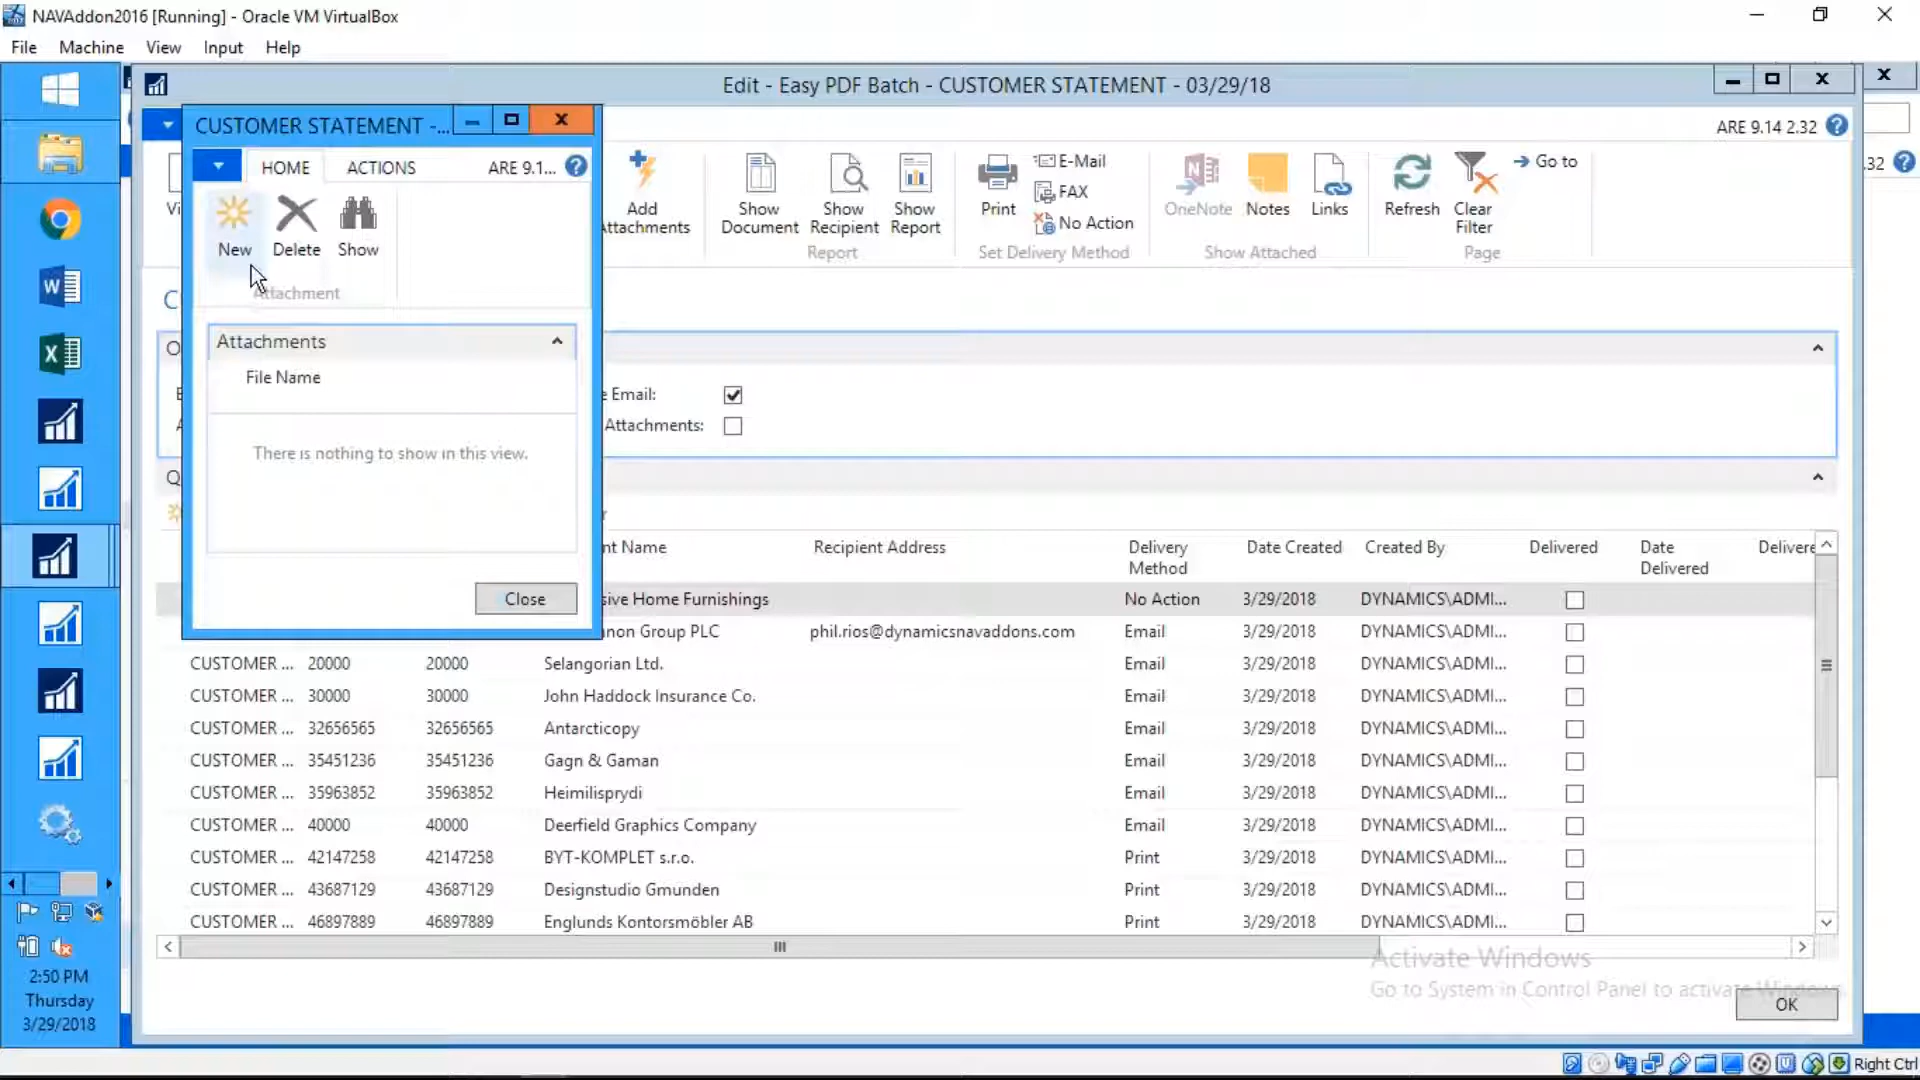 NAVAddon2016 [Running] - Oracle VM VirtualBox
File Machine View Input Help
Edit - Easy PDF Batch - CUSTOMER STATEMENT - 03/29/18
CUSTOMER STATEMENT -...
ARE 9.14 2.32
HOME ACTIONS ARE 9.1...
New Delete Show
Attachment
Add
Attachments
Show
Document
Show
Recipient
Show
Report
Report
Print
E-Mail
FAX
No Action
Set Delivery Method
OneNote Notes Links
Show Attached
Refresh
Clear
Filter
Go to
Page
.32
Attachments
File Name
There is nothing to show in this view.
Close
e Email:
Attachments:
nt Name Recipient Address Delivery Method Date Created Created By Delivered Date Delivered Delivere
sive Home Furnishings No Action 3/29/2018 DYNAMICS\ADMI...
non Group PLC phil.rios@dynamicsnavaddons.com Email 3/29/2018 DYNAMICS\ADMI...
CUSTOMER ... 20000 20000 Selangorian Ltd. Email 3/29/2018 DYNAMICS\ADMI...
CUSTOMER ... 30000 30000 John Haddock Insurance Co. Email 3/29/2018 DYNAMICS\ADMI...
CUSTOMER ... 32656565 32656565 Antarcticopy Email 3/29/2018 DYNAMICS\ADMI...
CUSTOMER ... 35451236 35451236 Gagn & Gaman Email 3/29/2018 DYNAMICS\ADMI...
CUSTOMER ... 35963852 35963852 Heimilisprydi Email 3/29/2018 DYNAMICS\ADMI...
CUSTOMER ... 40000 40000 Deerfield Graphics Company Email 3/29/2018 DYNAMICS\ADMI...
CUSTOMER ... 42147258 42147258 BYT-KOMPLET s.r.o. Print 3/29/2018 DYNAMICS\ADMI...
CUSTOMER ... 43687129 43687129 Designstudio Gmunden Print 3/29/2018 DYNAMICS\ADMI...
CUSTOMER ... 46897889 46897889 Englunds Kontorsmöbler AB Print 3/29/2018 DYNAMICS\ADMI...
Activate Windows
Go to System in Control Panel to activate Windows.
OK
2:50 PM
Thursday
3/29/2018
Right Ctrl